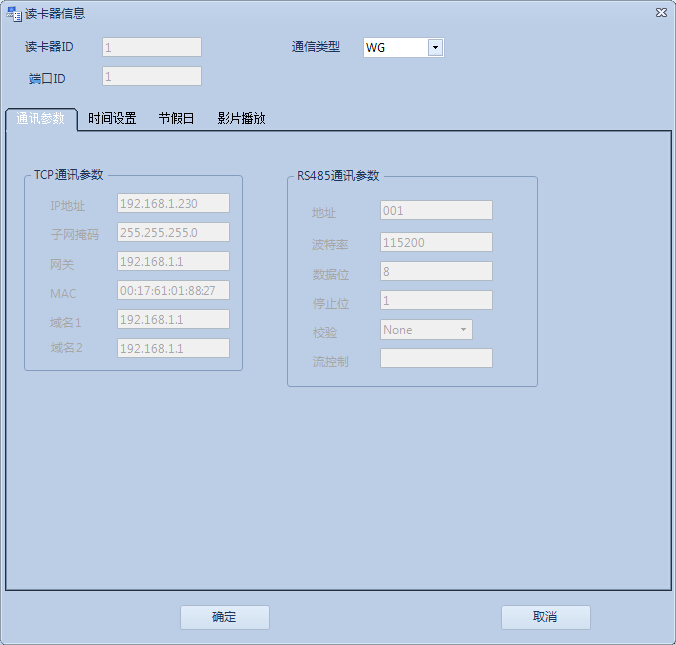 读卡器信息
读卡器ID 1 通信类型 WG
端口ID 1
通讯参数 时间设置 节假日 影片播放
TCP通讯参数
IP地址 192.168.1.230
子网掩码 255.255.255.0
网关 192.168.1.1
MAC 00:17:61:01:88:27
域名1 192.168.1.1
域名2 192.168.1.1
RS485通讯参数
地址 001
波特率 115200
数据位 8
停止位 1
校验 None
流控制
确定 取消